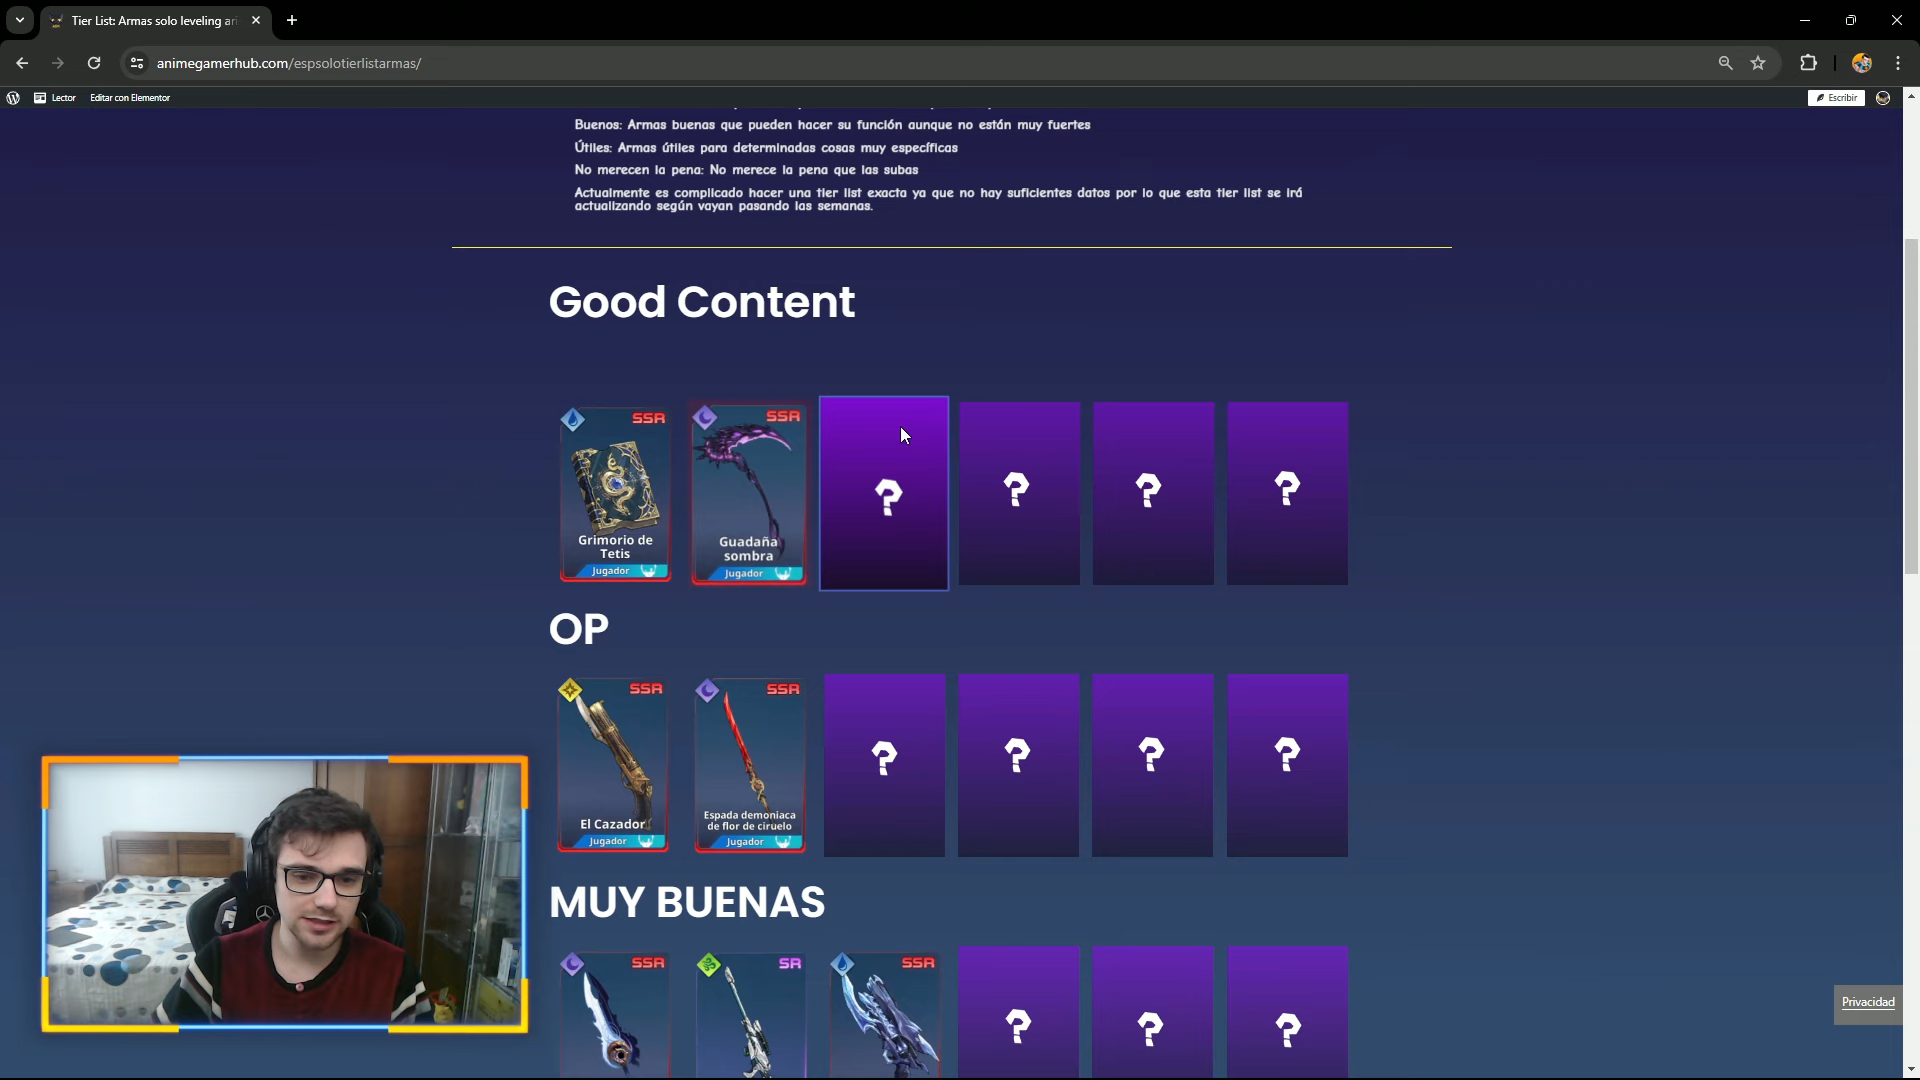 Tier List: Armas solo leveling ari
animegamerhub.com/espsolotierlistarmas/
Lector
Editar con Elementor
Escribir
Buenos: Armas buenas que pueden hacer su función aunque no están muy fuertes
Útiles: Armas útiles para determinadas cosas muy específicas
No merecen la pena: No merece la pena que las subas
Actualmente es complicado hacer una tier list exacta ya que no hay suficientes datos por lo que esta tier list se irá
actualizando según vayan pasando las semanas.
Good Content
SSR
Grimorio de
Tetis
Jugador
SSR
Guadaña
sombra
Jugador
?
?
?
?
OP
SSR
El Cazador
Jugador
SSR
Espada demoniaca
de flor de ciruelo
Jugador
?
?
?
?
MUY BUENAS
SSR
SR
SSR
?
?
?
Privacidad